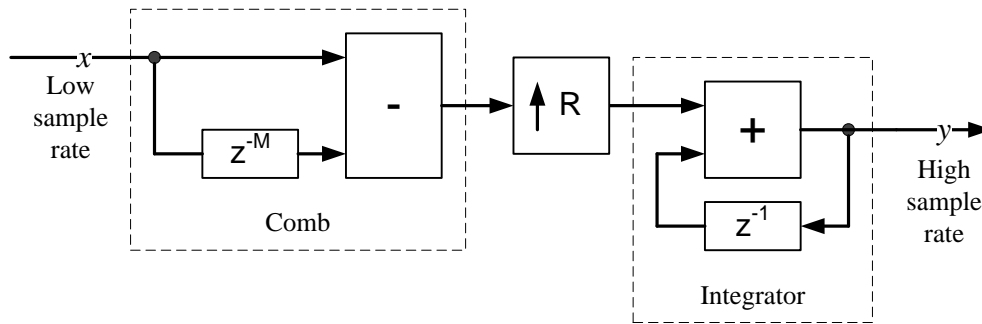 x
Low
sample
rate
z-M
-
Comb
R
+
z-1
Integrator
y
High
sample
rate